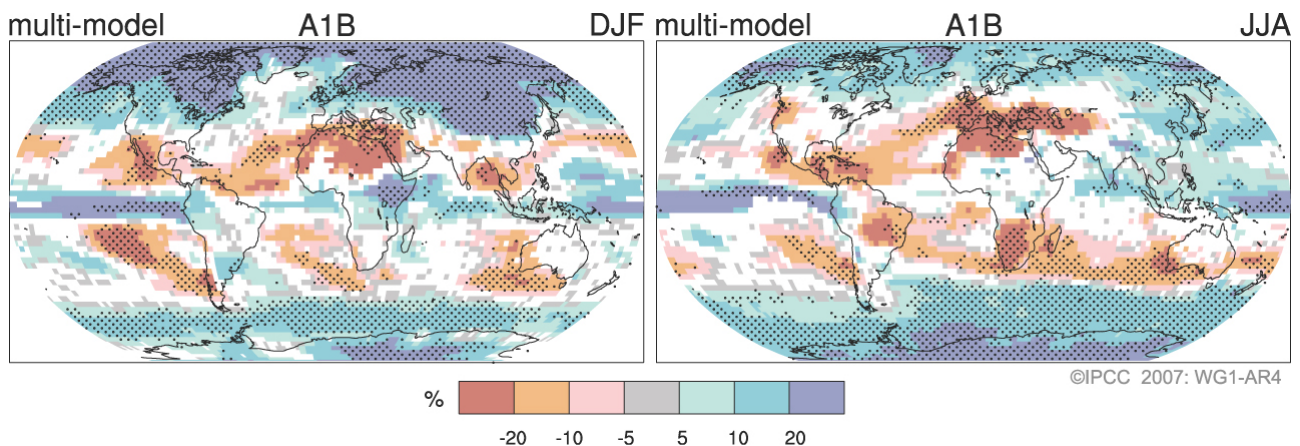 multi-model A1B DJF
multi-model A1B JJA
©IPCC 2007: WG1-AR4
%
-20 -10 -5 5 10 20